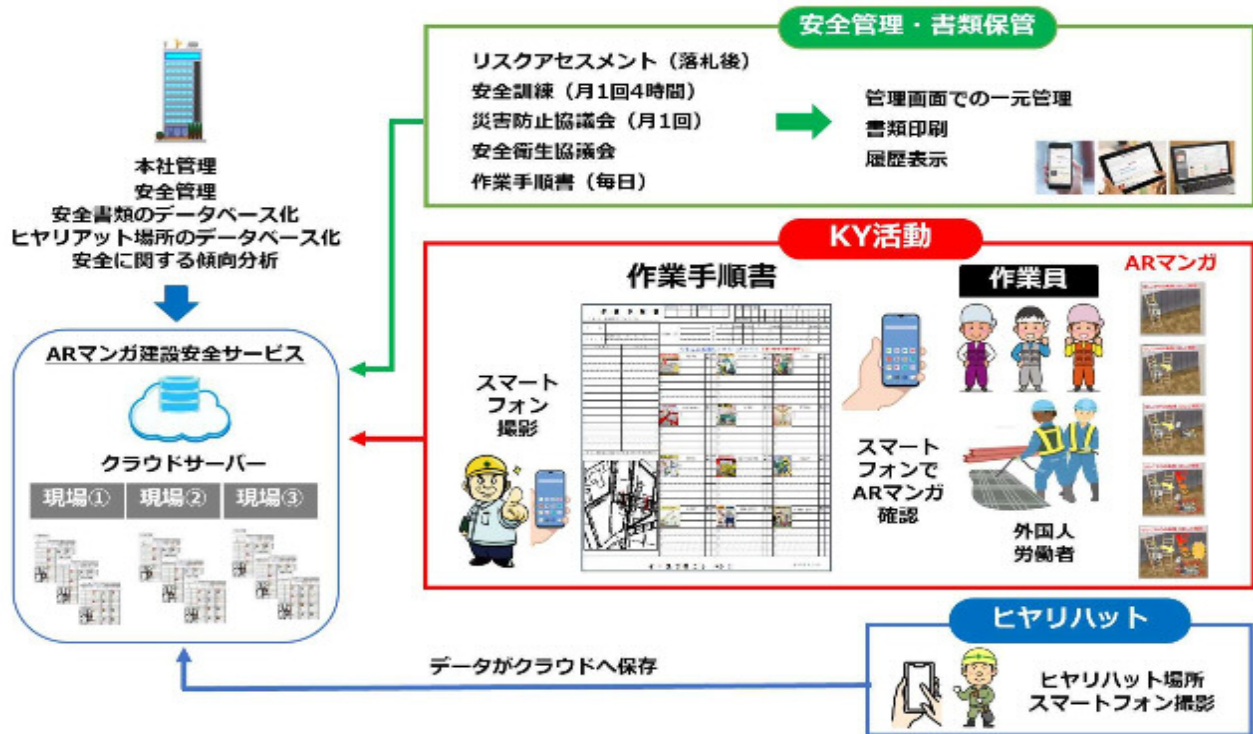 安全管理・書類保管
リスクアセスメント（落札後）
安全訓練（月1回4時間）
災害防止協議会（月1回）
安全衛生協議会
作業手順書（毎日）
管理画面での一元管理
書類印刷
履歴表示
本社管理
安全管理
安全書類のデータベース化
ヒヤリアット場所のデータベース化
安全に関する傾向分析
ARマンガ建設安全サービス
クラウドサーバー
現場①
現場②
現場③
KY活動
作業手順書
スマート
フォン
撮影
作業員
スマート
フォンで
ARマンガ
確認
外国人
労働者
ARマンガ
ヒヤリハット
ヒヤリハット場所
スマートフォン撮影
データがクラウドへ保存